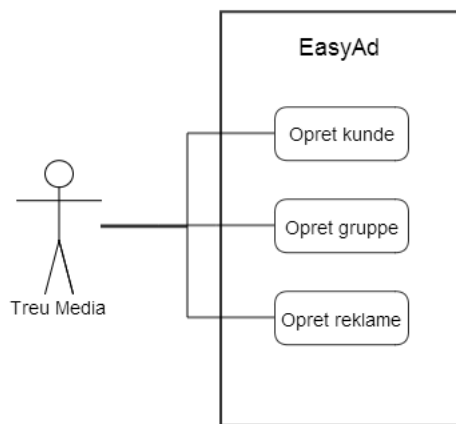 EasyAd
Opret kunde
Opret gruppe
Opret reklame
Treu Media